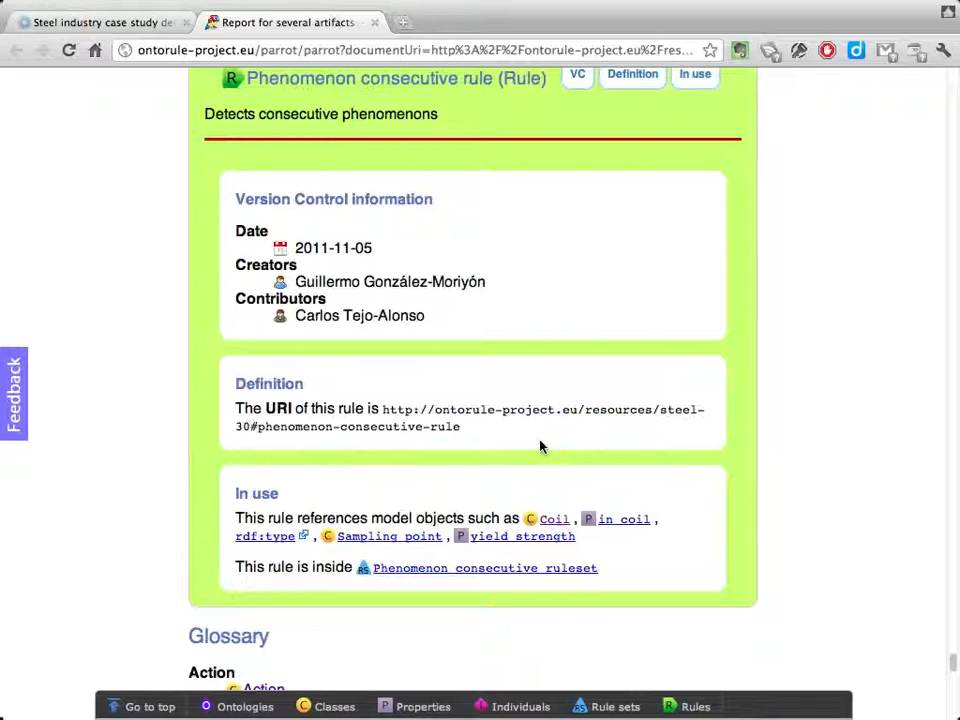 Steel industry case study de
Report for several artifacts
ontorule-project.eu/parrot/parrot?documentUri=http%3A%2F%2Fontorule-project.eu%2Fres...
R Phenomenon consecutive rule (Rule) VC Definition In use
Detects consecutive phenomenons
Version Control information
Date
2011-11-05
Creators
Guillermo González-Moriyón
Contributors
Carlos Tejo-Alonso
Feedback
Definition
The URI of this rule is http://ontorule-project.eu/resources/steel-
30#phenomenon-consecutive-rule
In use
This rule references model objects such as C Coil , P in coil ,
rdf:type , C Sampling point , P yield strength
This rule is inside RS Phenomenon consecutive ruleset
Glossary
Action
C Action
Go to top O Ontologies C Classes P Properties Individuals RS Rule sets R Rules